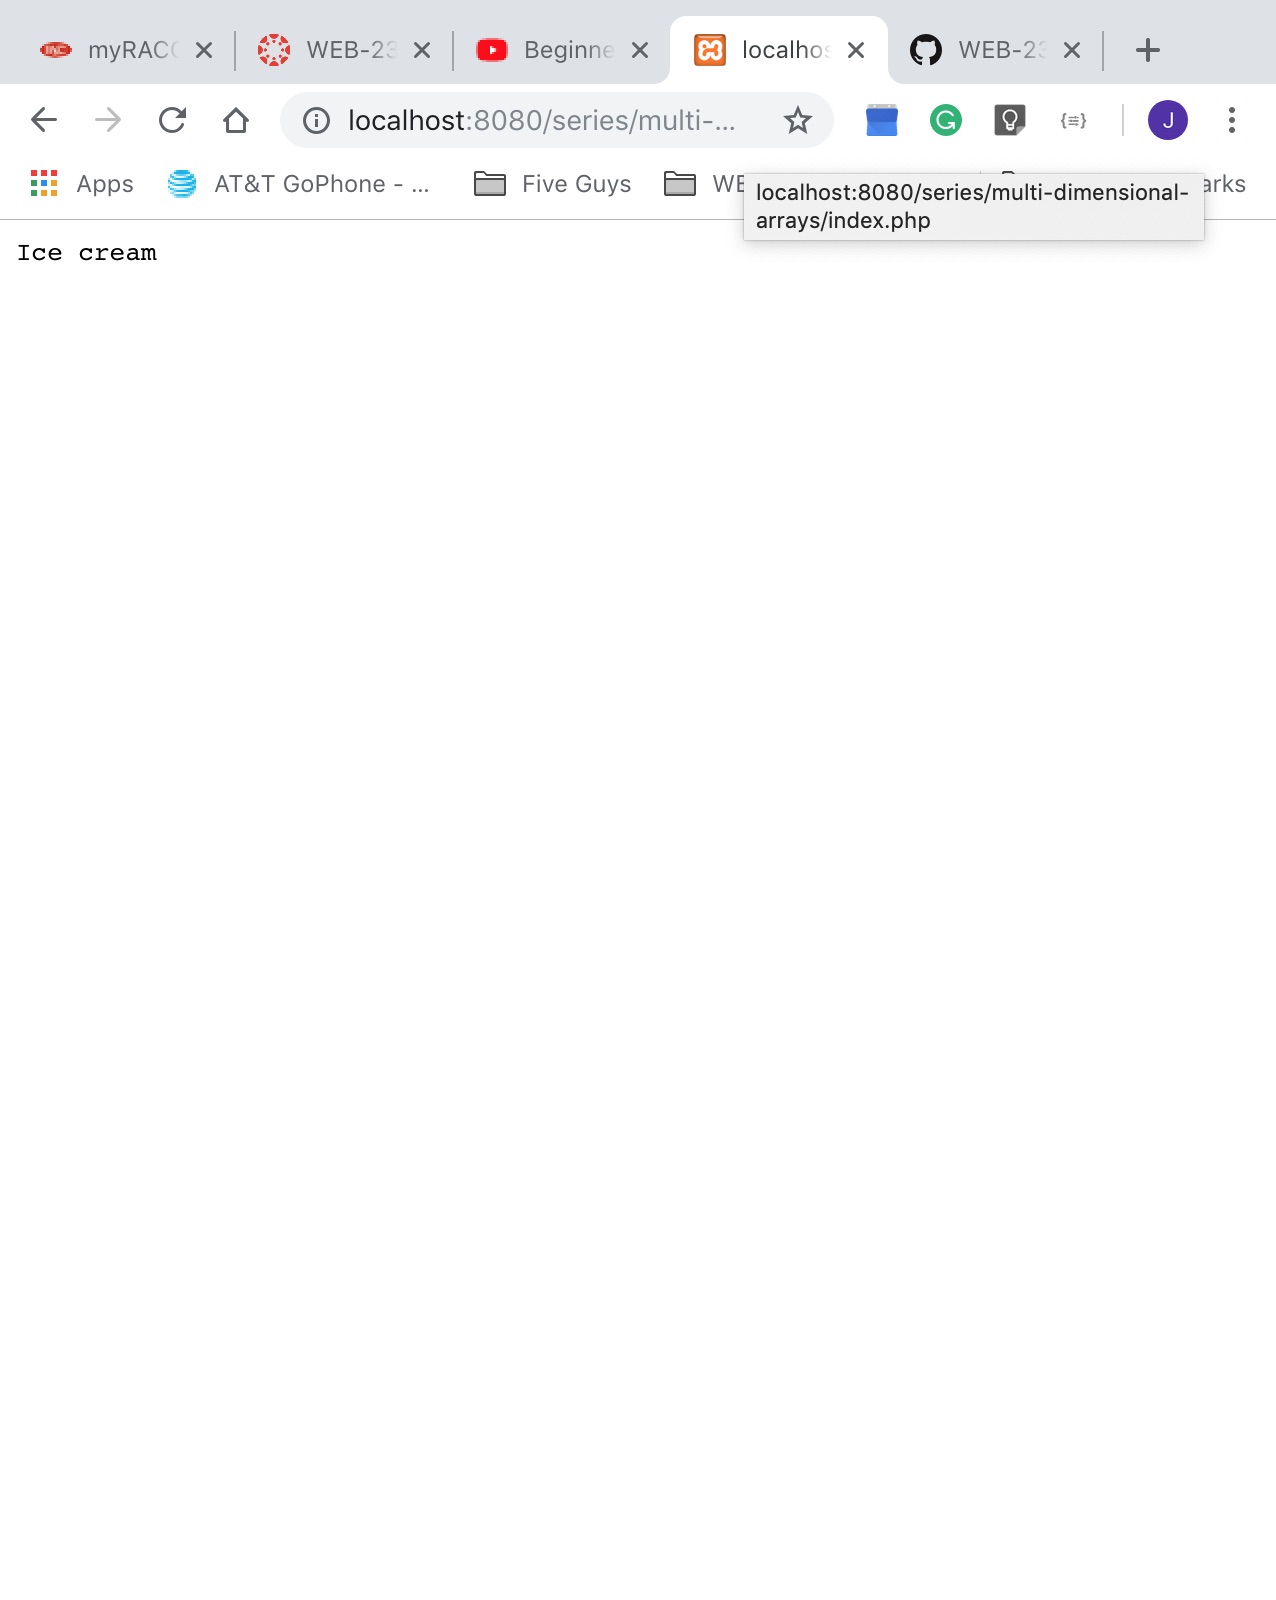 myRACC WEB-23 Beginne localhos WEB-23
localhost:8080/series/multi-...
J
Apps AT&T GoPhone - ... Five Guys WE arks
localhost:8080/series/multi-dimensional-
arrays/index.php
Ice cream